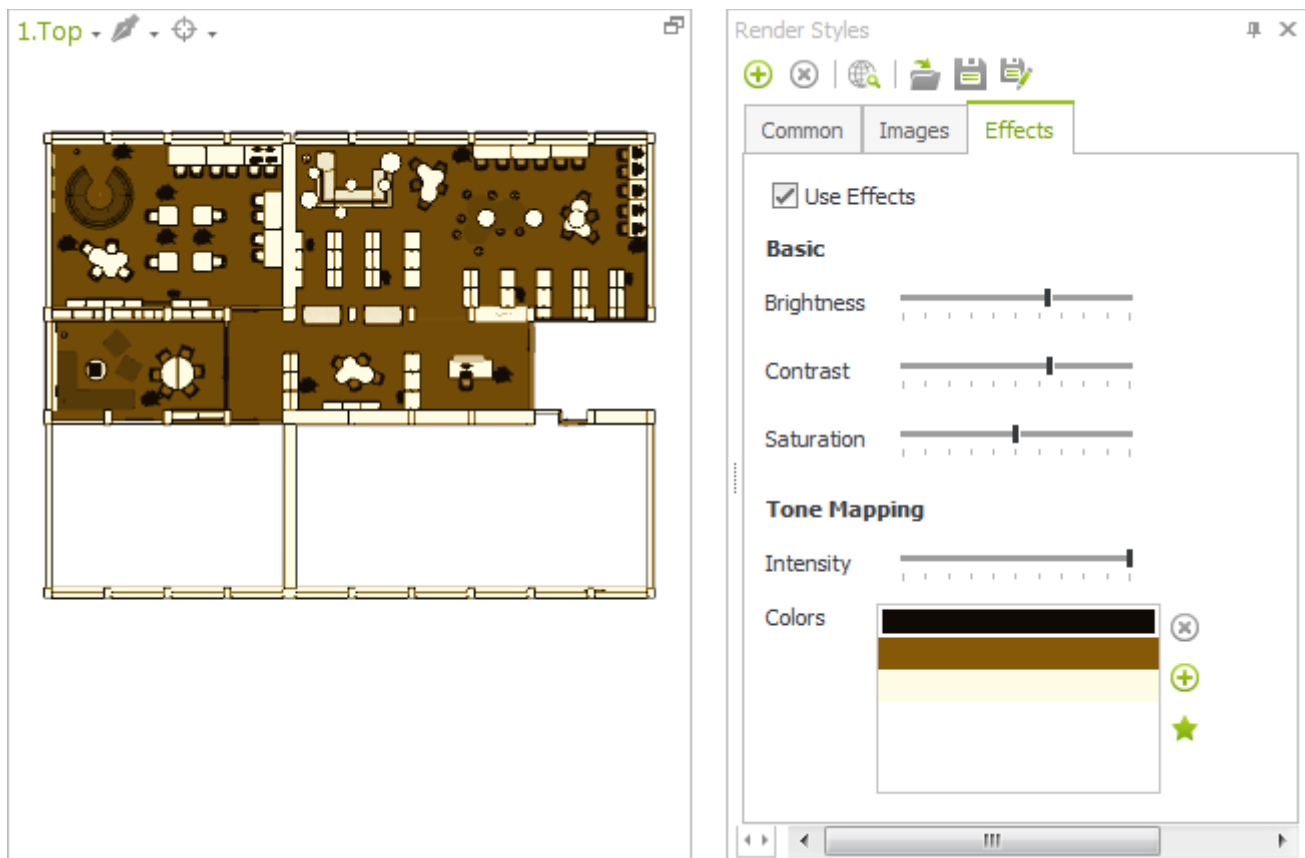 1.Top
Render Styles
Common Images Effects
Use Effects
Basic
Brightness
Contrast
Saturation
Tone Mapping
Intensity
Colors